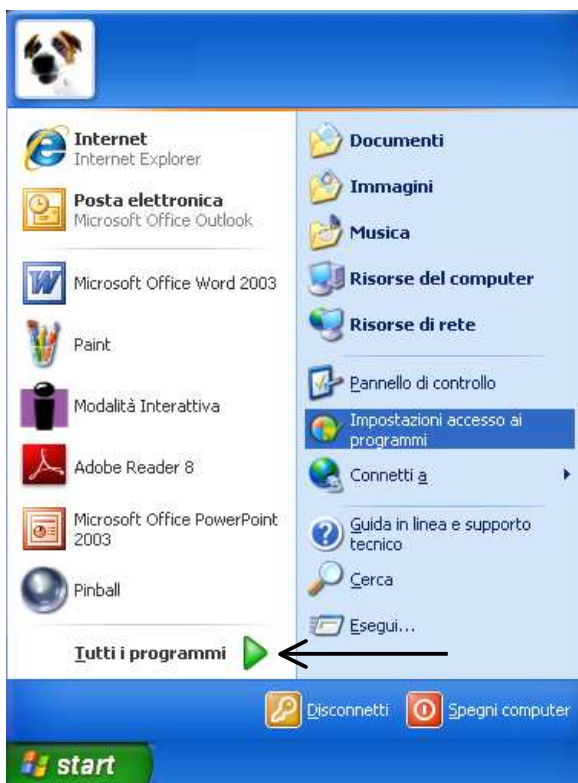 Internet
Internet Explorer
Posta elettronica
Microsoft Office Outlook
Microsoft Office Word 2003
Paint
Modalità Interattiva
Adobe Reader 8
Microsoft Office PowerPoint
2003
Pinball
Tutti i programmi
Documenti
Immagini
Musica
Risorse del computer
Risorse di rete
Pannello di controllo
Impostazioni accesso ai
programmi
Connetti a
Guida in linea e supporto
tecnico
Cerca
Esegui...
Disconnetti
Spegni computer
start